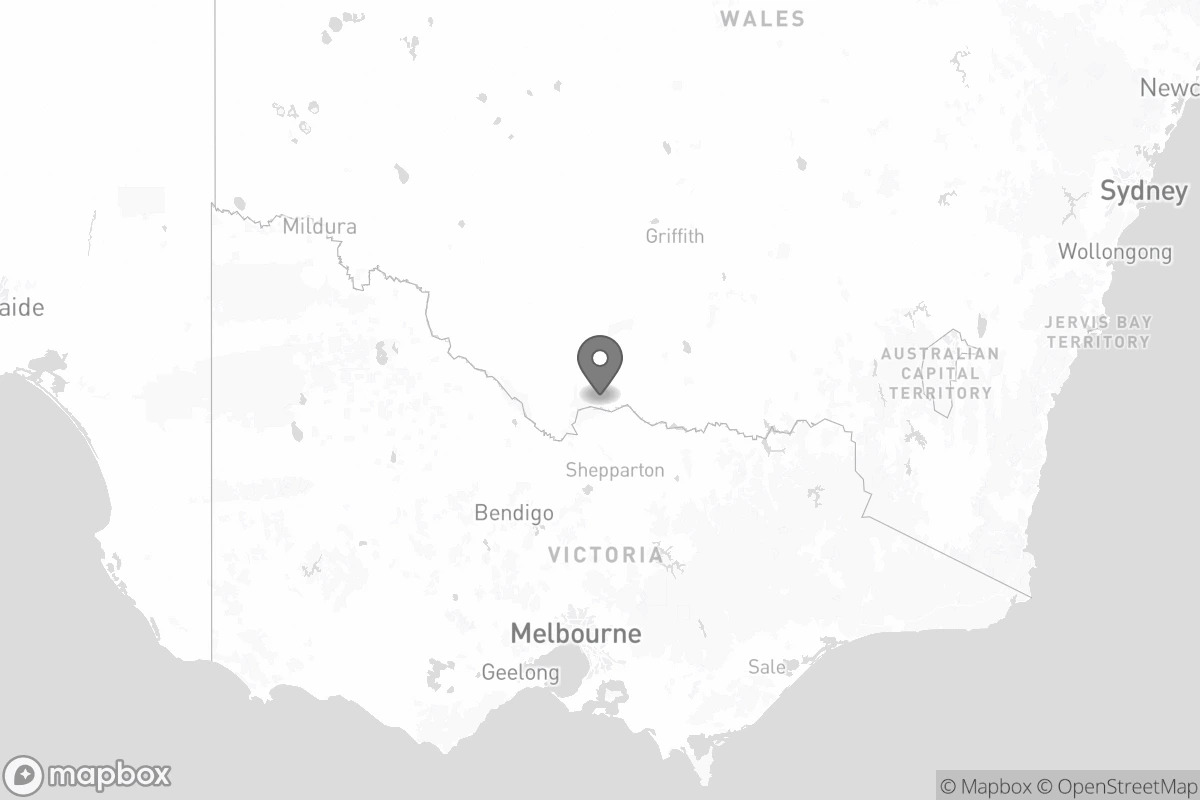 WALES
Newc
Sydney
Mildura
Griffith
Wollongong
aide
JERVIS BAY
TERRITORY
AUSTRALIAN
CAPITAL
TERRITORY
Shepparton
Bendigo
VICTORIA
Melbourne
Geelong
Sale
mapbox
© Mapbox © OpenStreetMap